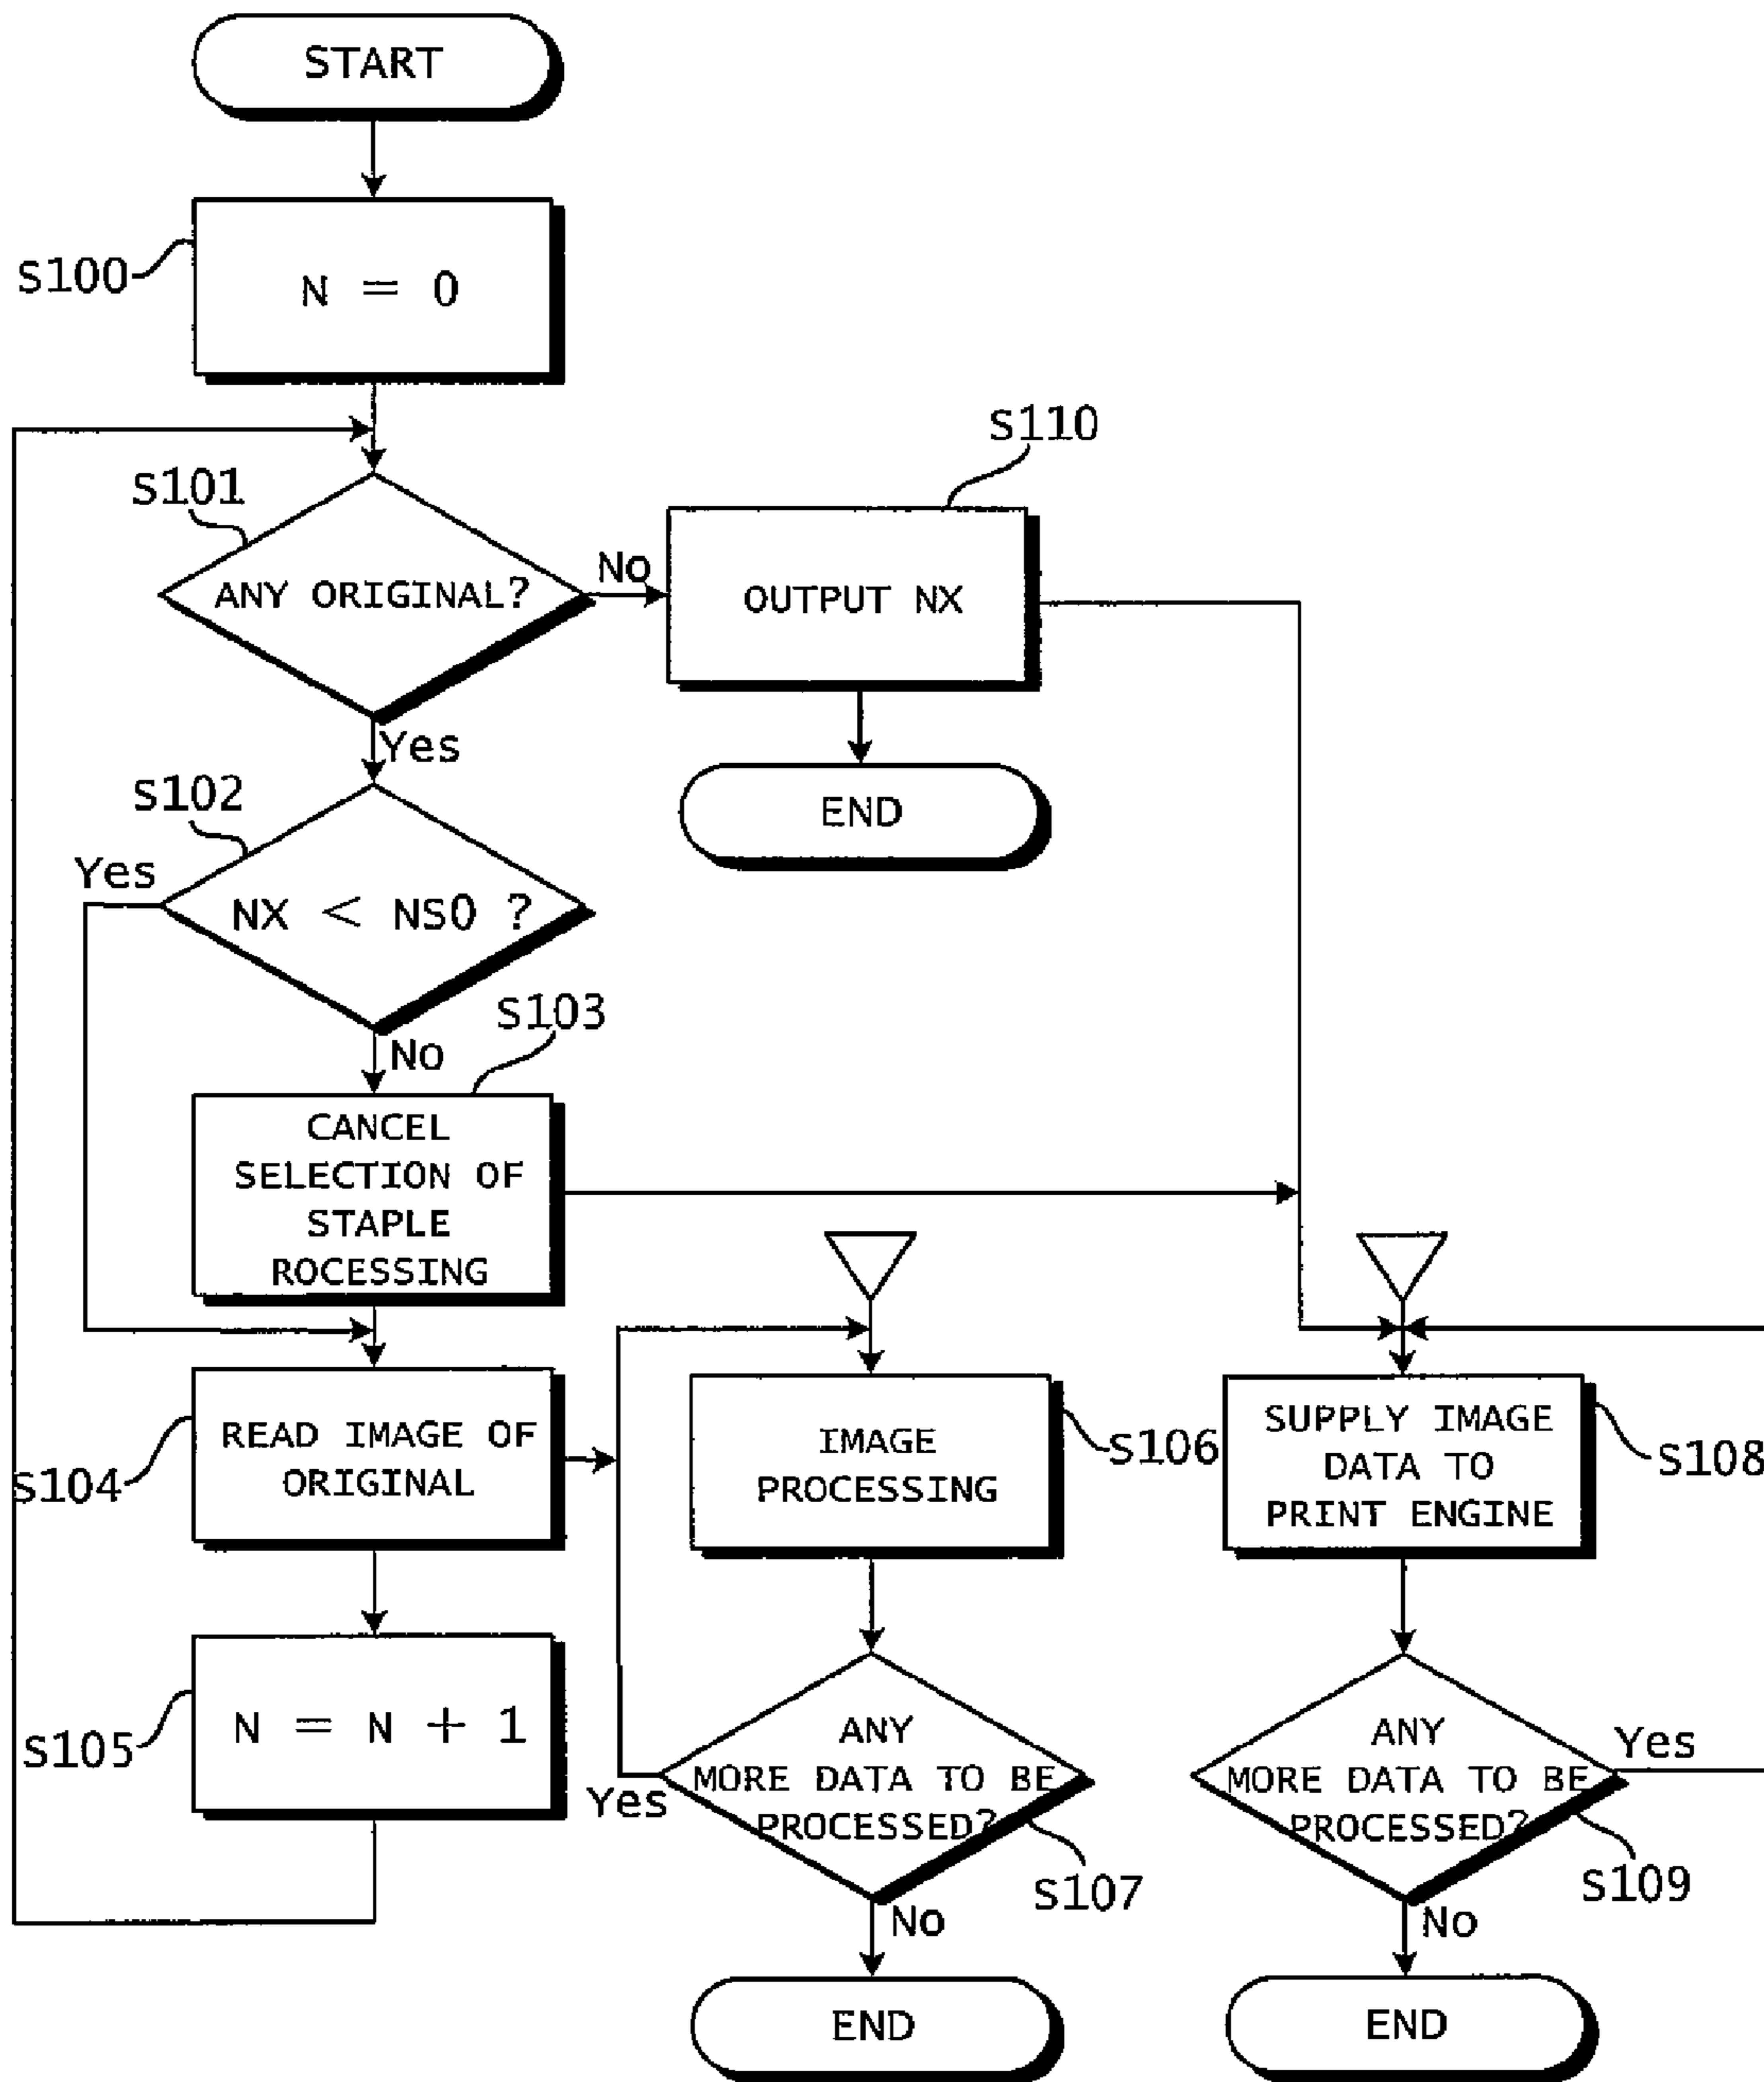 START
S100
N = 0
S110
S101
No
ANY ORIGINAL?
OUTPUT NX
Yes
S102
END
Yes
NX < NS0 ?
S103
No
CANCEL
SELECTION OF
STAPLE
ROCESSING
READ IMAGE OF
ORIGINAL
S104
IMAGE
PROCESSING
S106
SUPPLY IMAGE
DATA TO
PRINT ENGINE
S108
N = N + 1
S105
ANY
MORE DATA TO BE
PROCESSED?
Yes
S107
No
END
ANY
MORE DATA TO BE
PROCESSED?
Yes
S109
No
END